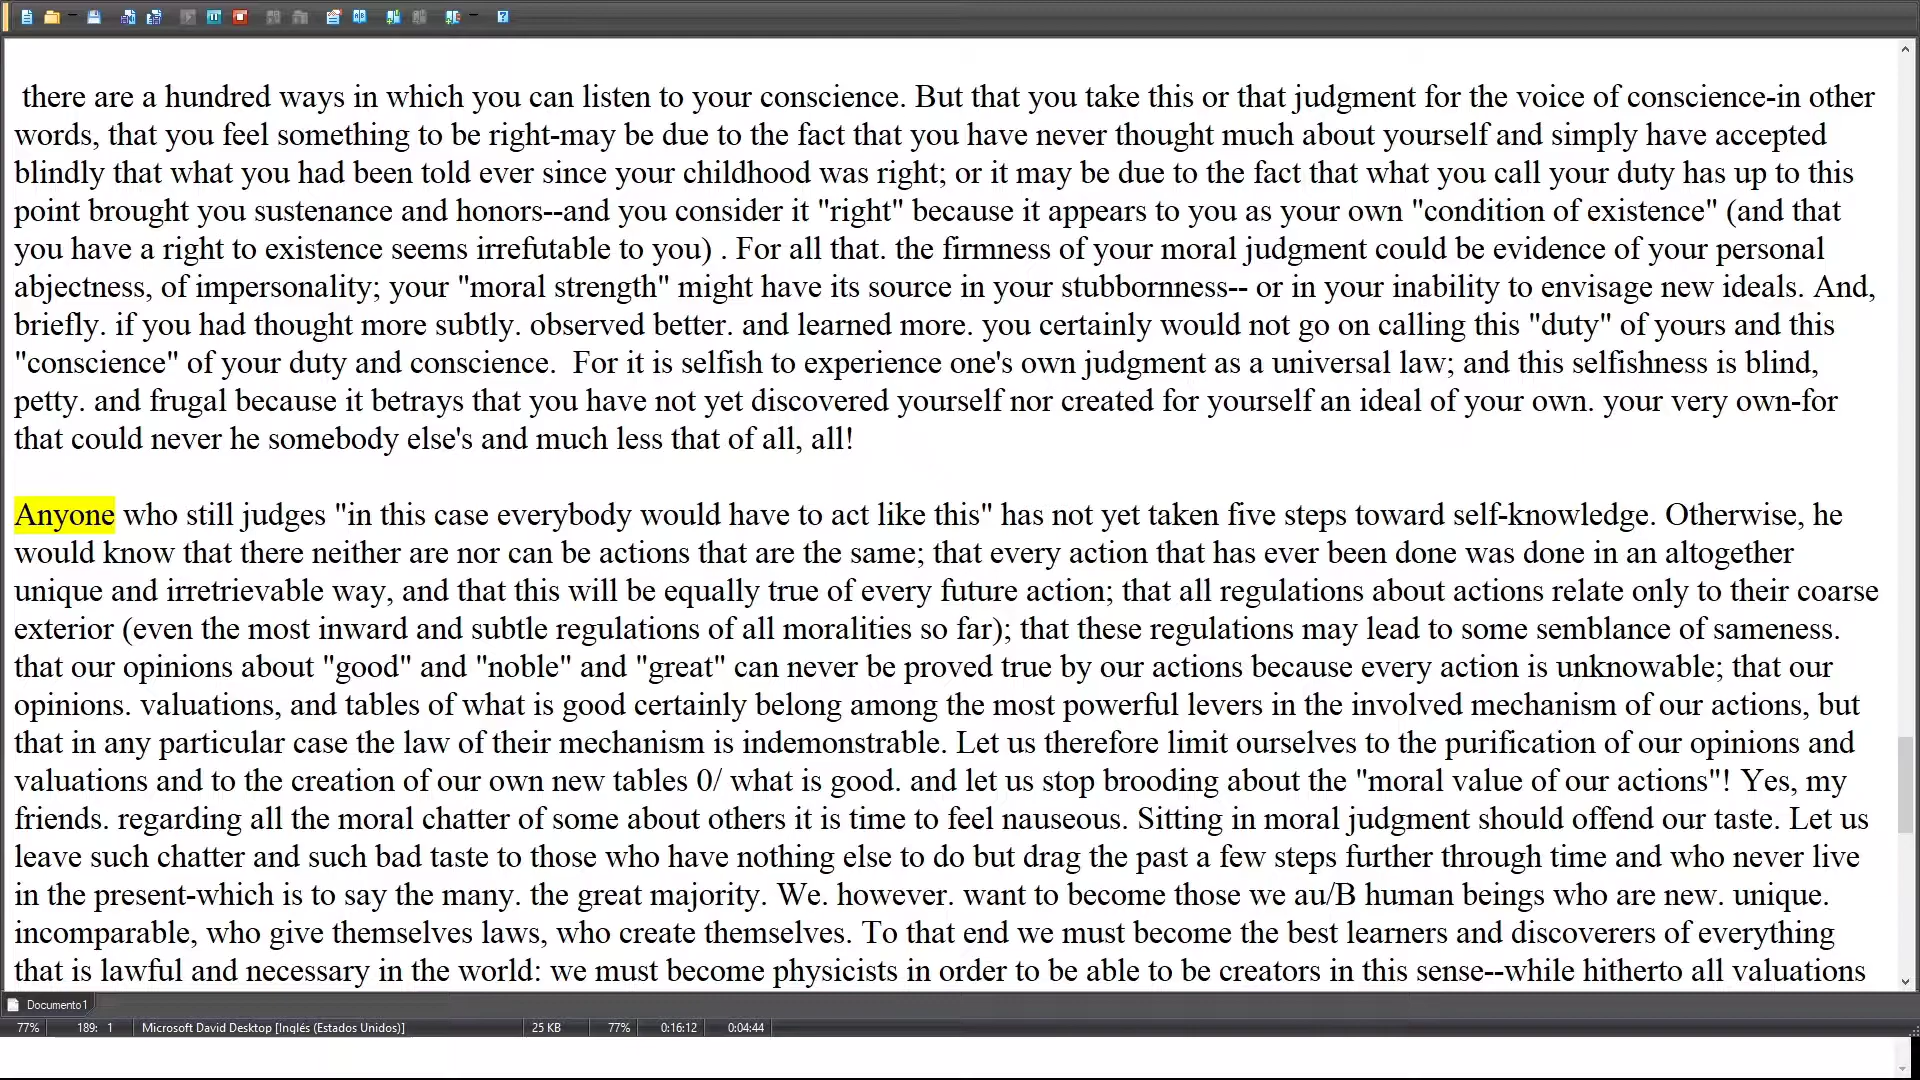 there are a hundred ways in which you can listen to your conscience. But that you take this or that judgment for the voice of conscience-in other
words, that you feel something to be right-may be due to the fact that you have never thought much about yourself and simply have accepted
blindly that what you had been told ever since your childhood was right; or it may be due to the fact that what you call your duty has up to this
point brought you sustenance and honors--and you consider it "right" because it appears to you as your own "condition of existence" (and that
you have a right to existence seems irrefutable to you) . For all that. the firmness of your moral judgment could be evidence of your personal
abjectness, of impersonality; your "moral strength" might have its source in your stubbornness-- or in your inability to envisage new ideals. And,
briefly. if you had thought more subtly. observed better. and learned more. you certainly would not go on calling this "duty" of yours and this
"conscience" of your duty and conscience.  For it is selfish to experience one's own judgment as a universal law; and this selfishness is blind,
petty. and frugal because it betrays that you have not yet discovered yourself nor created for yourself an ideal of your own. your very own-for
that could never he somebody else's and much less that of all, all!
Anyone who still judges "in this case everybody would have to act like this" has not yet taken five steps toward self-knowledge. Otherwise, he
would know that there neither are nor can be actions that are the same; that every action that has ever been done was done in an altogether
unique and irretrievable way, and that this will be equally true of every future action; that all regulations about actions relate only to their coarse
exterior (even the most inward and subtle regulations of all moralities so far); that these regulations may lead to some semblance of sameness.
that our opinions about "good" and "noble" and "great" can never be proved true by our actions because every action is unknowable; that our
opinions. valuations, and tables of what is good certainly belong among the most powerful levers in the involved mechanism of our actions, but
that in any particular case the law of their mechanism is indemonstrable. Let us therefore limit ourselves to the purification of our opinions and
valuations and to the creation of our own new tables 0/ what is good. and let us stop brooding about the "moral value of our actions"! Yes, my
friends. regarding all the moral chatter of some about others it is time to feel nauseous. Sitting in moral judgment should offend our taste. Let us
leave such chatter and such bad taste to those who have nothing else to do but drag the past a few steps further through time and who never live
in the present-which is to say the many. the great majority. We. however. want to become those we au/B human beings who are new. unique.
incomparable, who give themselves laws, who create themselves. To that end we must become the best learners and discoverers of everything
that is lawful and necessary in the world: we must become physicists in order to be able to be creators in this sense--while hitherto all valuations
Documento1
77% 189: 1 Microsoft David Desktop [Inglés (Estados Unidos)] 25 KB 77% 0:16:12 0:04:44